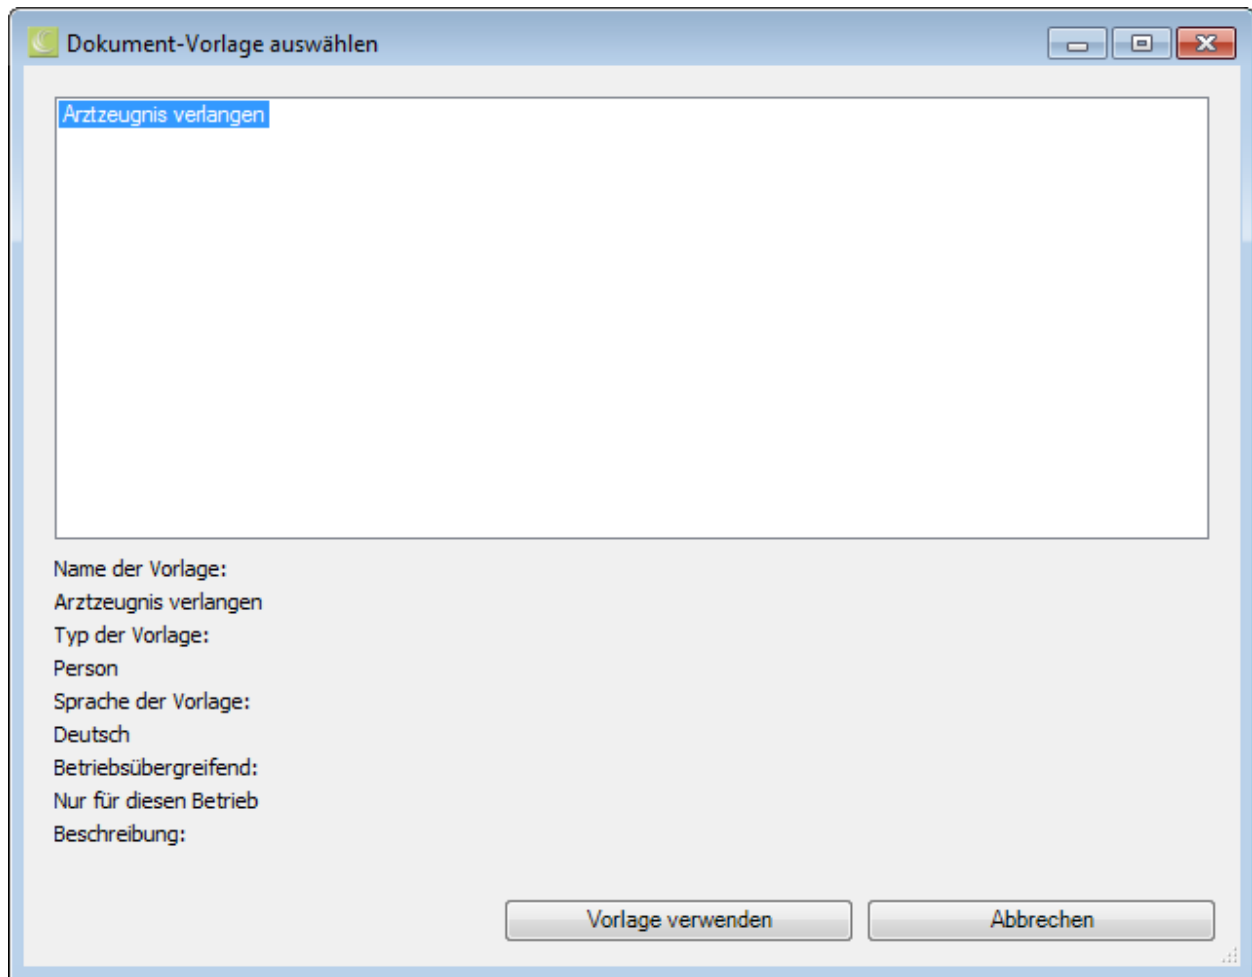 Dokument-Vorlage auswählen
Arztzeugnis verlangen
Name der Vorlage:
Arztzeugnis verlangen
Typ der Vorlage:
Person
Sprache der Vorlage:
Deutsch
Betriebsübergreifend:
Nur für diesen Betrieb
Beschreibung:
Vorlage verwenden
Abbrechen